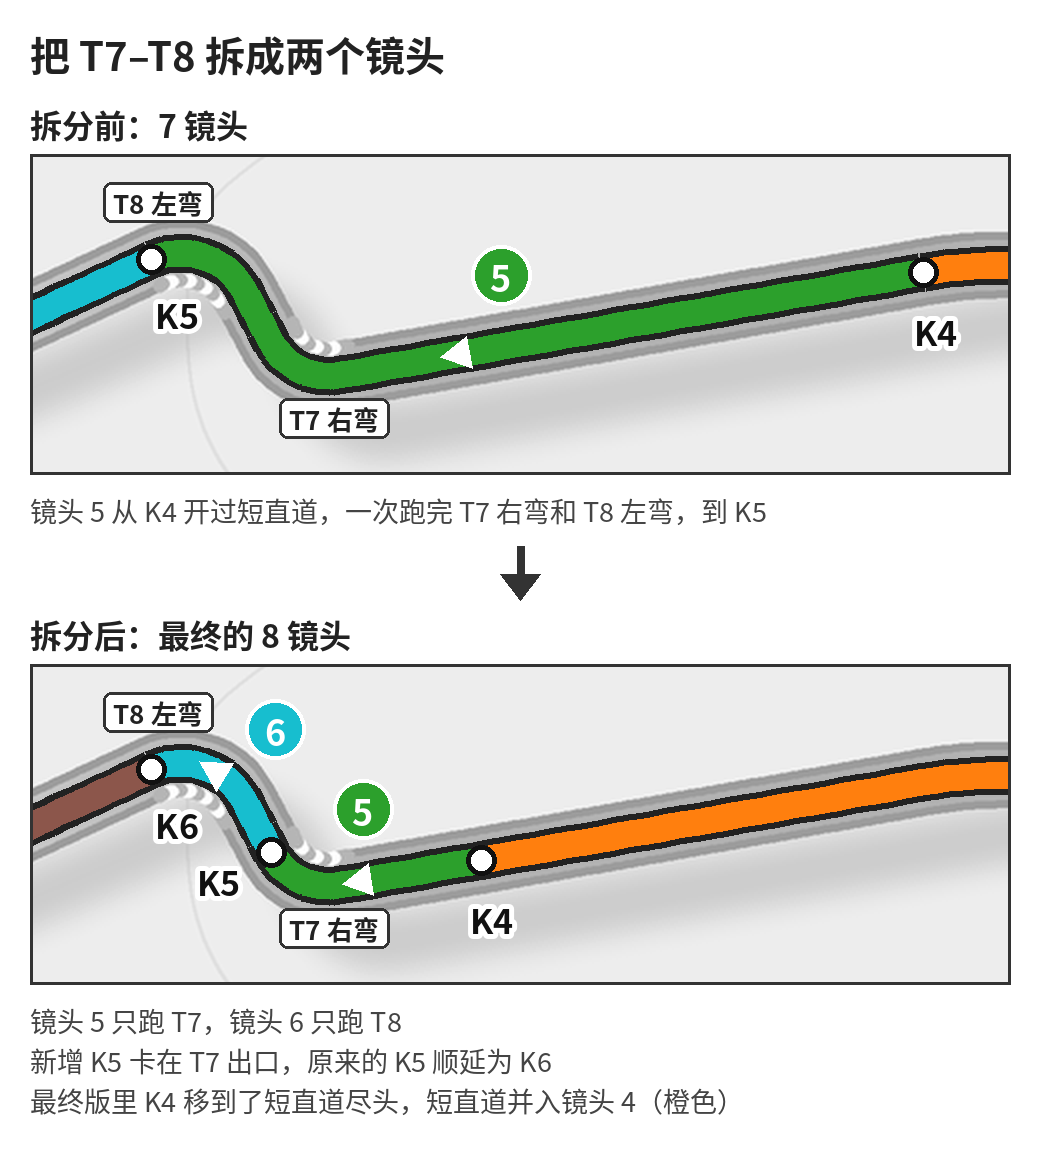 把 T7–T8 拆成两个镜头
拆分前：7 镜头
T8 左弯
5
K5
K4
T7 右弯
镜头 5 从 K4 开过短直道，一次跑完 T7 右弯和 T8 左弯，到 K5
拆分后：最终的 8 镜头
T8 左弯
6
K6
5
K5
K4
T7 右弯
镜头 5 只跑 T7，镜头 6 只跑 T8
新增 K5 卡在 T7 出口，原来的 K5 顺延为 K6
最终版里 K4 移到了短直道尽头，短直道并入镜头 4（橙色）